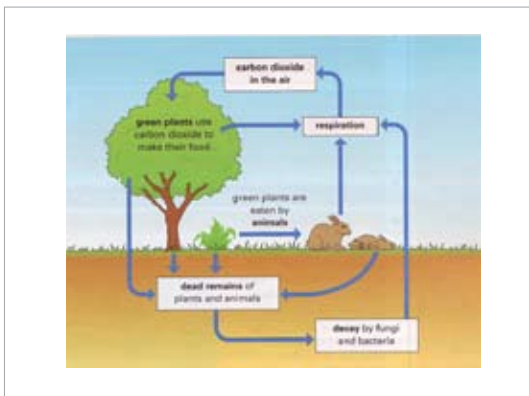 carbon dioxide
in the air
green plants use
carbon dioxide to
make their food
respiration
green plants are
eaten by
animals
dead remains of
plants and animals
decay by fungi
and bacteria